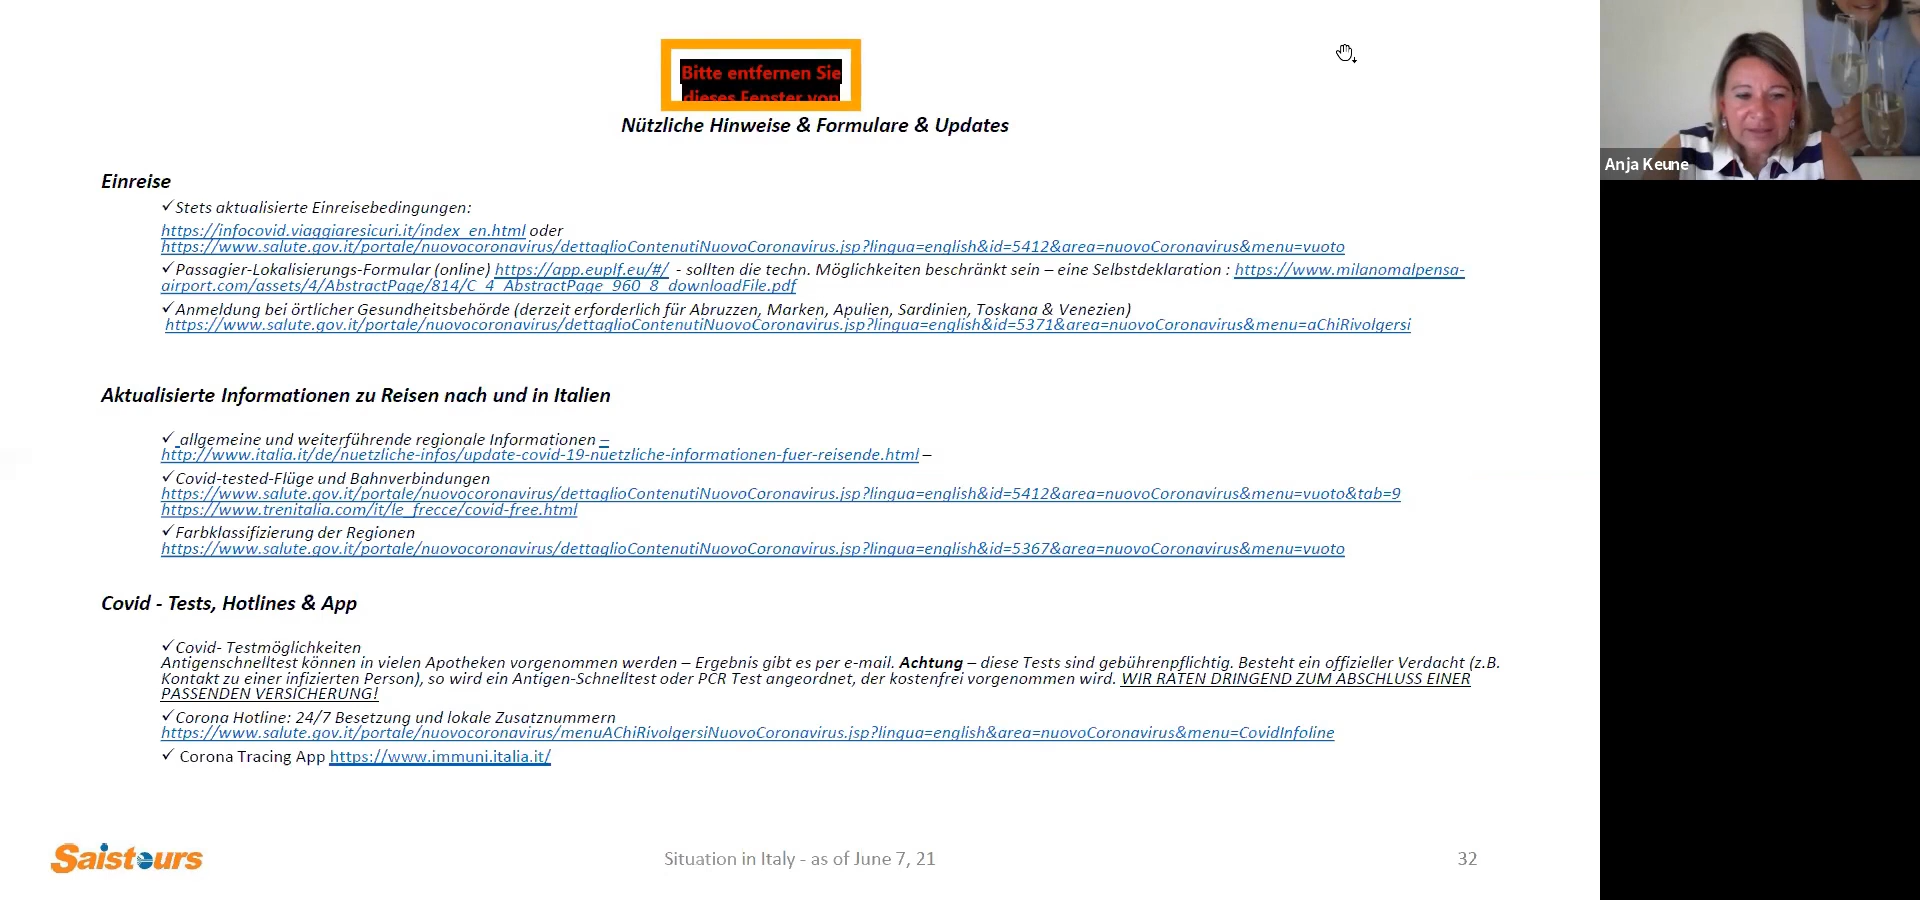 Bitte entfernen Sie
dieses Fenster von
Nützliche Hinweise & Formulare & Updates
Anja Keune
Einreise
✓Stets aktualisierte Einreisebedingungen:
https://infocovid.viaggiaresicuri.it/index_en.html oder
https://www.salute.gov.it/portale/nuovocoronavirus/dettaglioContenutiNuovoCoronavirus.jsp?lingua=english&id=5412&area=nuovoCoronavirus&menu=vuoto
✓Passagier-Lokalisierungs-Formular (online) https://app.euplf.eu/#/ - sollten die techn. Möglichkeiten beschränkt sein – eine Selbstdeklaration : https://www.milanomalpensa-
airport.com/assets/4/AbstractPage/814/C_4_AbstractPage_960_8_downloadFile.pdf
✓Anmeldung bei örtlicher Gesundheitsbehörde (derzeit erforderlich für Abruzzen, Marken, Apulien, Sardinien, Toskana & Venezien)
https://www.salute.gov.it/portale/nuovocoronavirus/dettaglioContenutiNuovoCoronavirus.jsp?lingua=english&id=5371&area=nuovoCoronavirus&menu=aChiRivolgersi
Aktualisierte Informationen zu Reisen nach und in Italien
✓ allgemeine und weiterführende regionale Informationen –
http://www.italia.it/de/nuetzliche-infos/update-covid-19-nuetzliche-informationen-fuer-reisende.html –
✓Covid-tested-Flüge und Bahnverbindungen
https://www.salute.gov.it/portale/nuovocoronavirus/dettaglioContenutiNuovoCoronavirus.jsp?lingua=english&id=5412&area=nuovoCoronavirus&menu=vuoto&tab=9
https://www.trenitalia.com/it/le_frecce/covid-free.html
✓Farbklassifizierung der Regionen
https://www.salute.gov.it/portale/nuovocoronavirus/dettaglioContenutiNuovoCoronavirus.jsp?lingua=english&id=5367&area=nuovoCoronavirus&menu=vuoto
Covid - Tests, Hotlines & App
✓Covid- Testmöglichkeiten
Antigenschnelltest können in vielen Apotheken vorgenommen werden – Ergebnis gibt es per e-mail. Achtung – diese Tests sind gebührenpflichtig. Besteht ein offizieller Verdacht (z.B.
Kontakt zu einer infizierten Person), so wird ein Antigen-Schnelltest oder PCR Test angeordnet, der kostenfrei vorgenommen wird. WIR RATEN DRINGEND ZUM ABSCHLUSS EINER
PASSENDEN VERSICHERUNG!
✓Corona Hotline: 24/7 Besetzung und lokale Zusatznummern
https://www.salute.gov.it/portale/nuovocoronavirus/menuAChiRivolgersiNuovoCoronavirus.jsp?lingua=english&area=nuovoCoronavirus&menu=CovidInfoline
✓ Corona Tracing App https://www.immuni.italia.it/
Saistours
Situation in Italy - as of June 7, 21
32